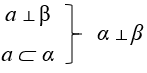 a ⊥ β
a ⊂ α
α ⊥ β